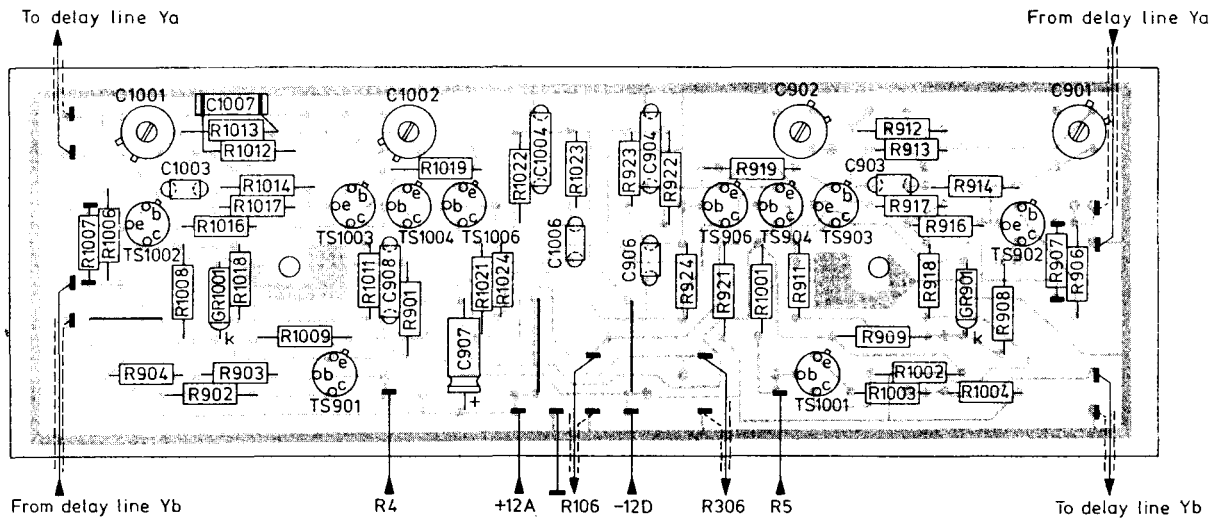 To delay line Ya
From delay line Ya
C1001
C1007
C1002
C902
C901
R1013
R1012
C1003
R1019
R1022
C1004
R1023
R923
C904
R922
R919
R912
R913
C903
R1014
R1017
R1016
R914
R917
R916
R1007
R1006
e b c
TS1002
e b c
TS1003
e b c
TS1004
e b c
TS1006
C1006
C906
e b c
TS906
e b c
TS904
e b c
TS903
e b c
TS902
R907
R906
R1008
GR1001
k
R1018
R1011
C908
R901
R1021
R1024
R924
R921
R1001
R911
R918
GR901
k
R908
R1009
C907
+
R909
R904
R903
R902
e b c
TS901
e b c
TS1001
R1002
R1003
R1004
From delay line Yb
R4
+12A
R106
-12D
R306
R5
To delay line Yb